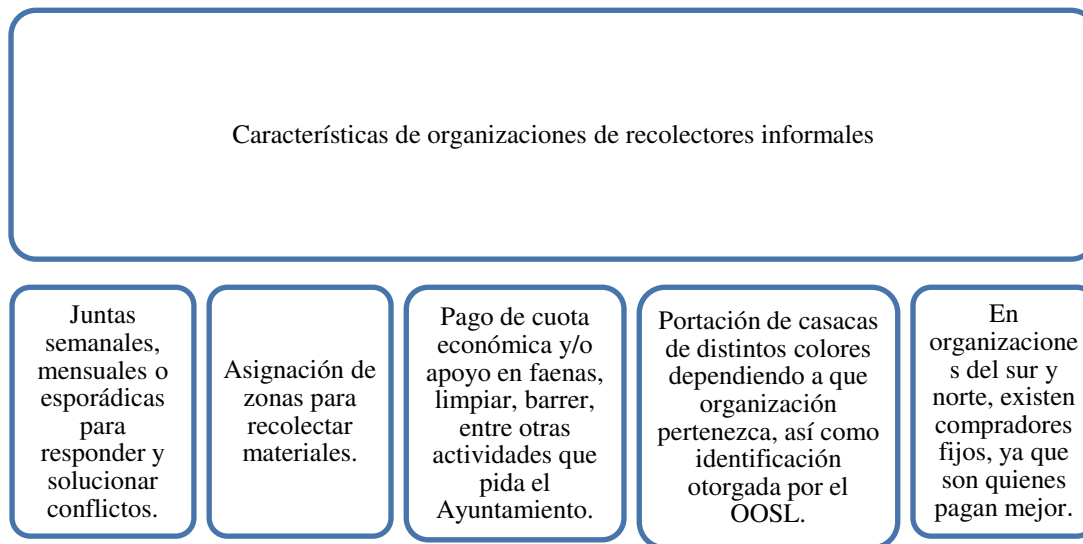 Características de organizaciones de recolectores informales
Juntas
semanales,
mensuales o
esporádicas
para
responder y
solucionar
conflictos.
Asignación de
zonas para
recolectar
materiales.
Pago de cuota
económica y/o
apoyo en faenas,
limpiar, barrer,
entre otras
actividades que
pida el
Ayuntamiento.
Portación de casacas
de distintos colores
dependiendo a que
organización
pertenezca, así como
identificación
otorgada por el
OOSL.
En
organizacione
s del sur y
norte, existen
compradores
fijos, ya que
son quienes
pagan mejor.